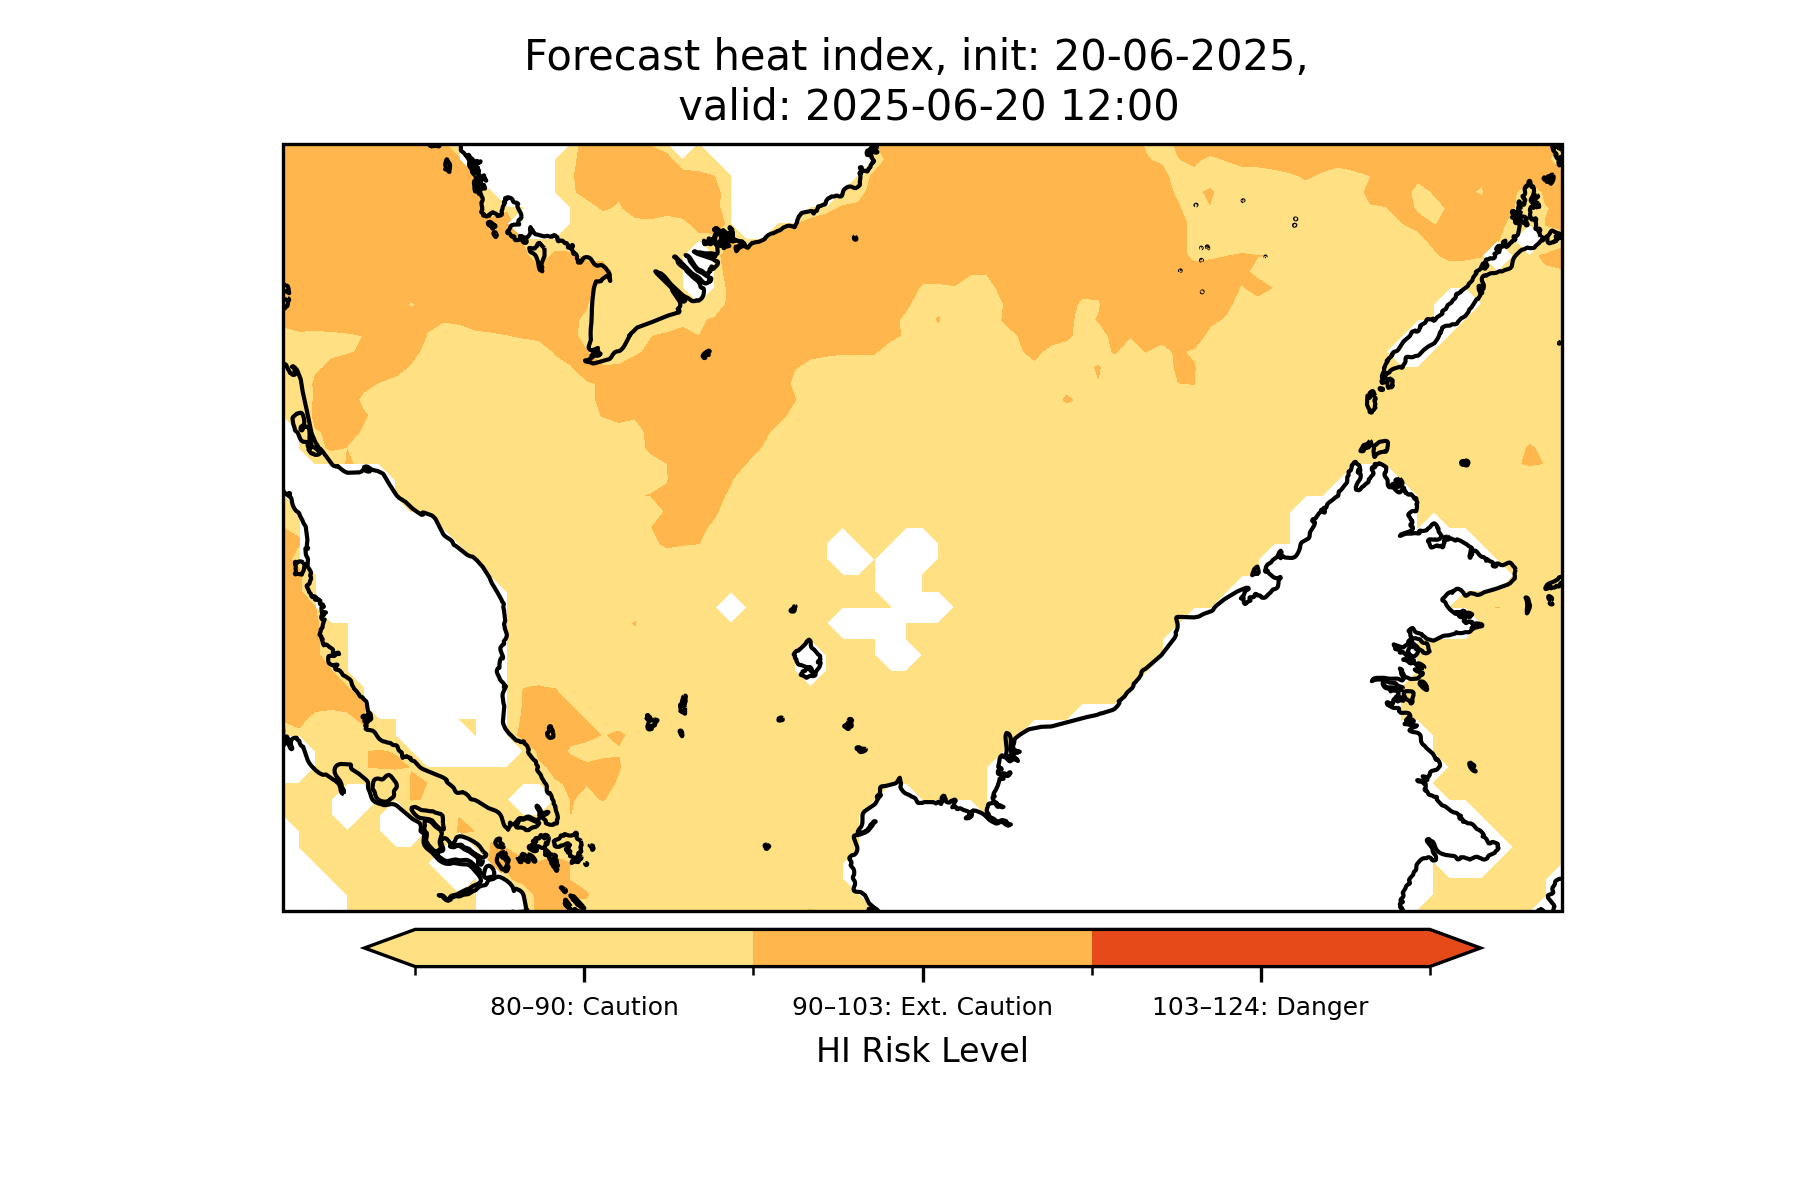 Forecast heat index, init: 20-06-2025,
valid: 2025-06-20 12:00
80–90: Caution 90–103: Ext. Caution 103–124: Danger
HI Risk Level